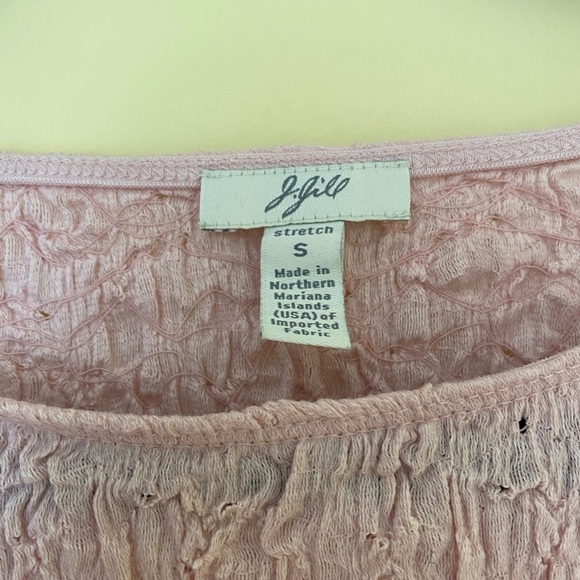 J.Jill
stretch
S
Made in
Northern
Mariana
Islands
(USA) of
Imported
Fabric